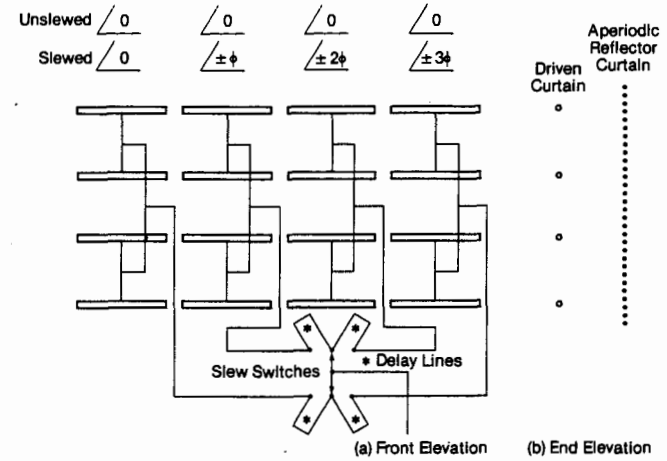 Unslewed 0 0 0 0
Slewed 0 ± ϕ ± 2ϕ ± 3ϕ
Aperiodic
Reflector
Curtain
Driven
Curtain
* *
Slew Switches
* Delay Lines
* *
(a) Front Elevation
(b) End Elevation